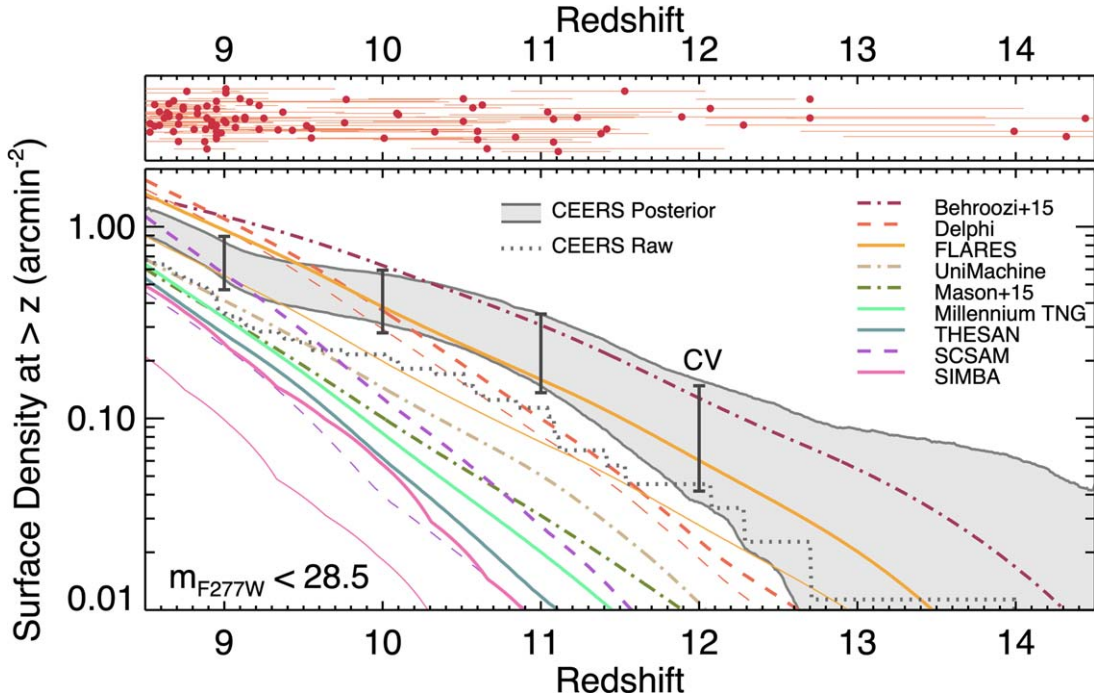 Redshift
9 10 11 12 13 14
Surface Density at > z (arcmin⁻²)
1.00
0.10
0.01
CEERS Posterior
CEERS Raw
CV
Behroozi+15
Delphi
FLARES
UniMachine
Mason+15
Millennium TNG
THESAN
SCSAM
SIMBA
m_F277W < 28.5
9 10 11 12 13 14
Redshift